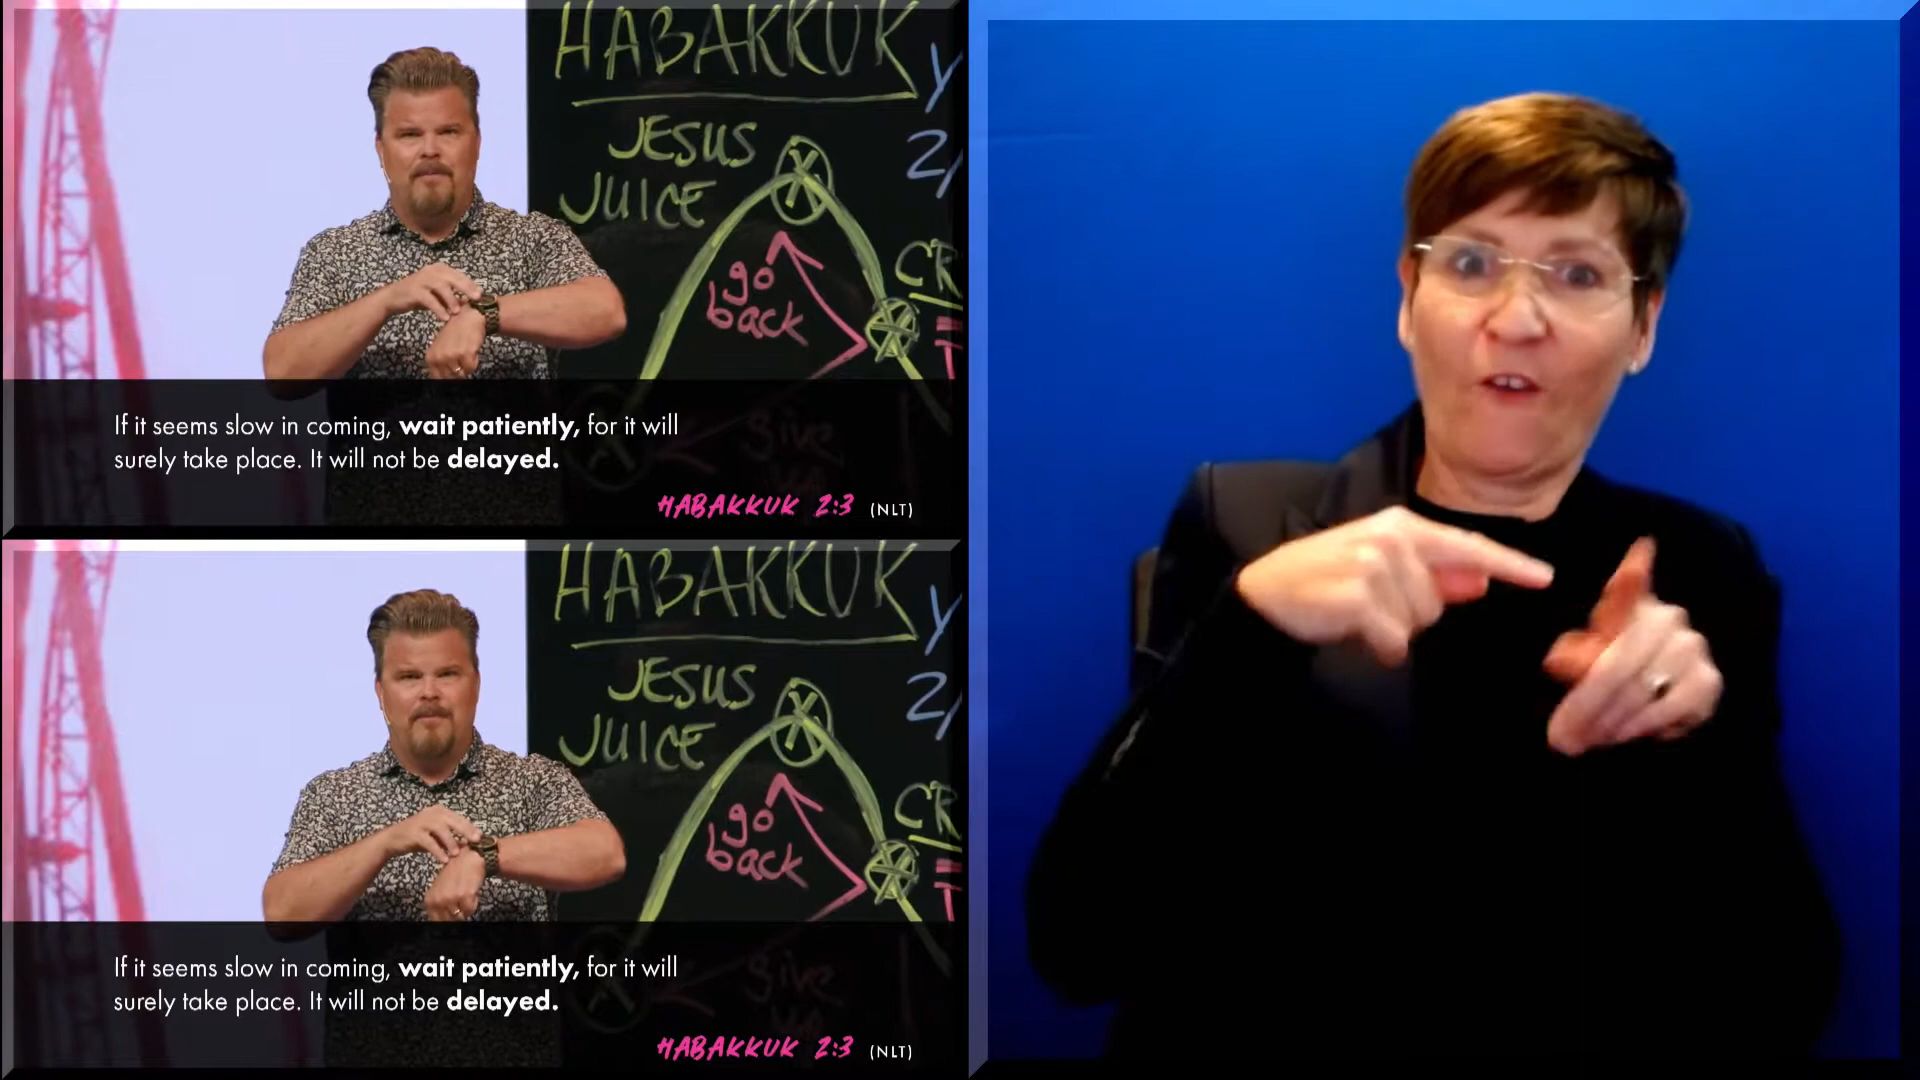 HABAKKUK
JESUS
JUICE
go
back
If it seems slow in coming, wait patiently, for it will
surely take place. It will not be delayed.
HABAKKUK 2:3 (NLT)
HABAKKUK
JESUS
JUICE
go
back
If it seems slow in coming, wait patiently, for it will
surely take place. It will not be delayed.
HABAKKUK 2:3 (NLT)